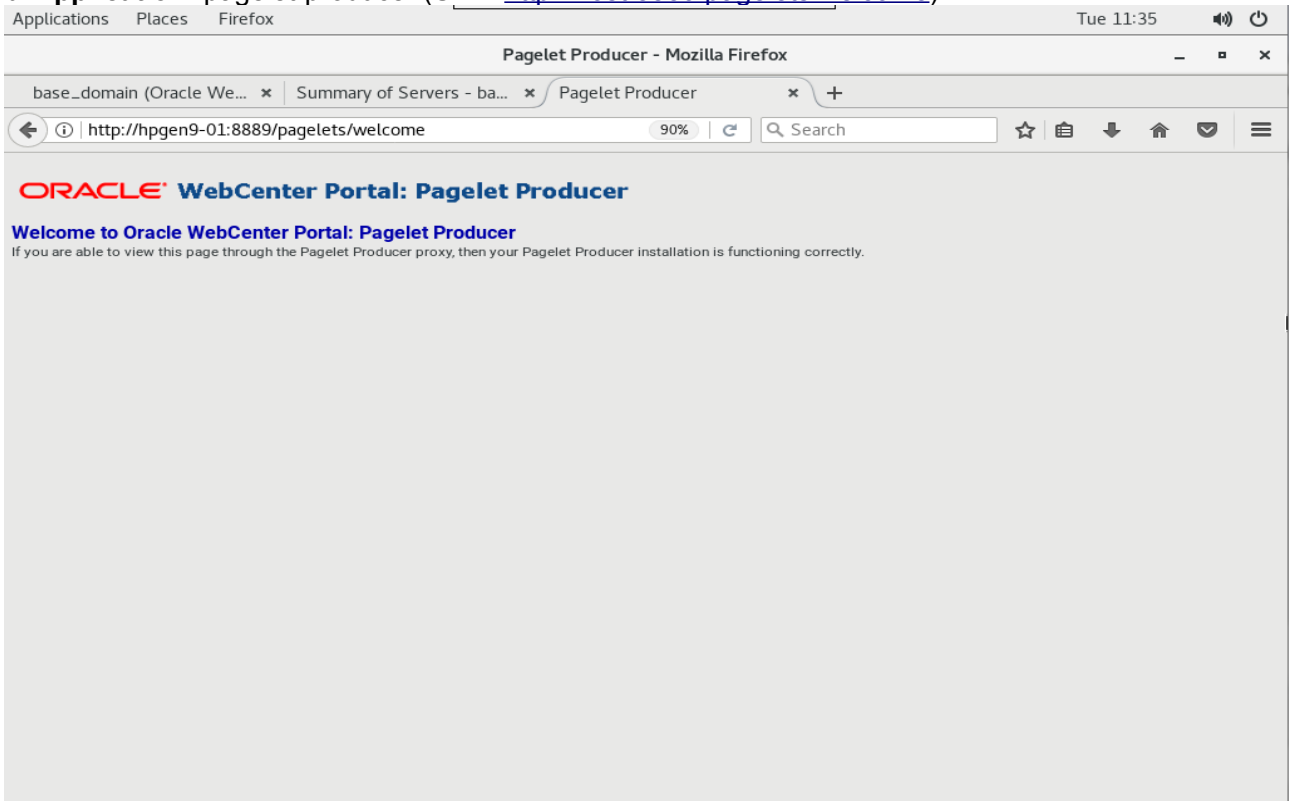 Applications Places Firefox Tue 11:35
Pagelet Producer - Mozilla Firefox
base_domain (Oracle We... Summary of Servers - ba... Pagelet Producer
http://hpgen9-01:8889/pagelets/welcome 90% Search
ORACLE WebCenter Portal: Pagelet Producer
Welcome to Oracle WebCenter Portal: Pagelet Producer
If you are able to view this page through the Pagelet Producer proxy, then your Pagelet Producer installation is functioning correctly.